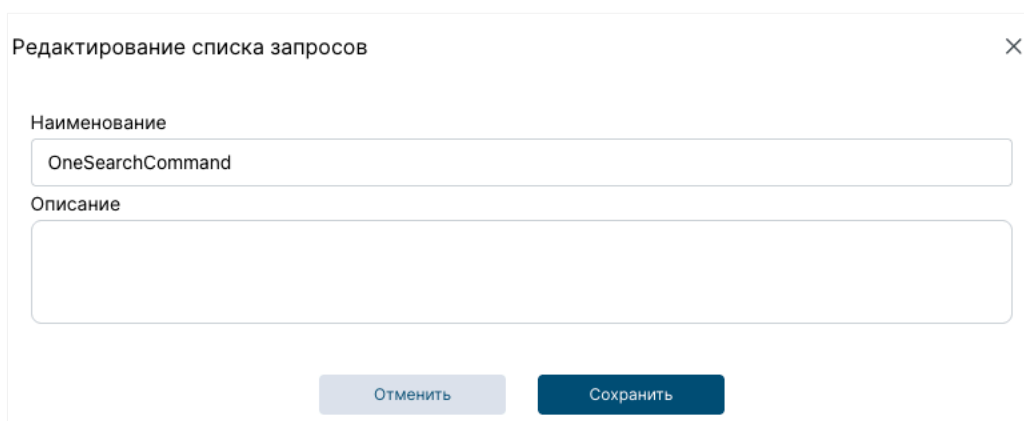 Редактирование списка запросов
Наименование
OneSearchCommand
Описание
Отменить Сохранить